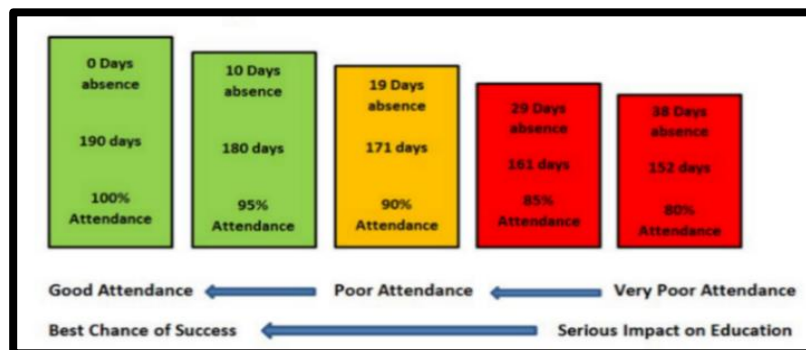 0 Days
absence
190 days
100%
Attendance
10 Days
absence
180 days
95%
Attendance
19 Days
absence
171 days
90%
Attendance
29 Days
absence
161 days
85%
Attendance
38 Days
absence
152 days
80%
Attendance
Good Attendance Poor Attendance Very Poor Attendance
Best Chance of Success Serious Impact on Education